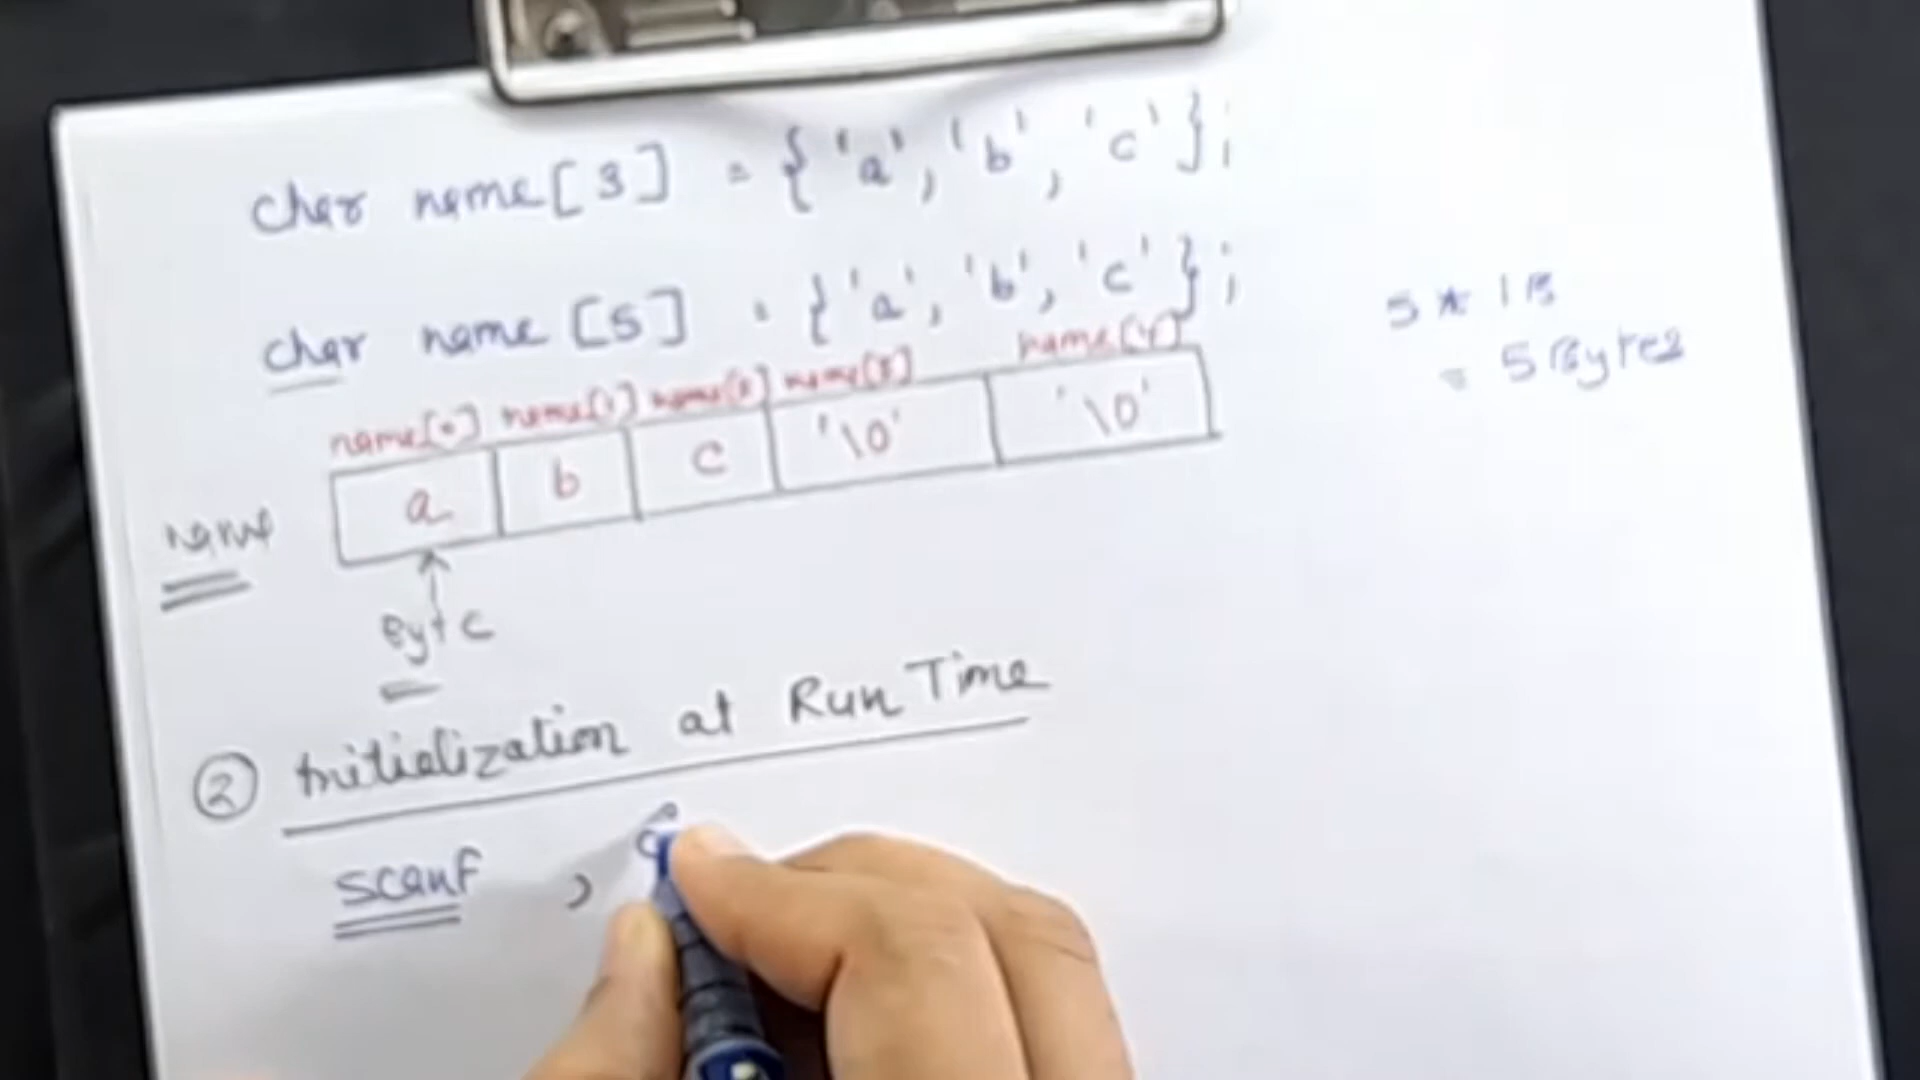 char name[3] = {'a', 'b', 'c'};
char name[5] = {'a', 'b', 'c'};
5 * 1B
= 5 Bytes
name[0] name[1] name[2] name[3] name[4]
name a b c '\0' '\0'
Byte
② Initialization at Run Time
scanf ,